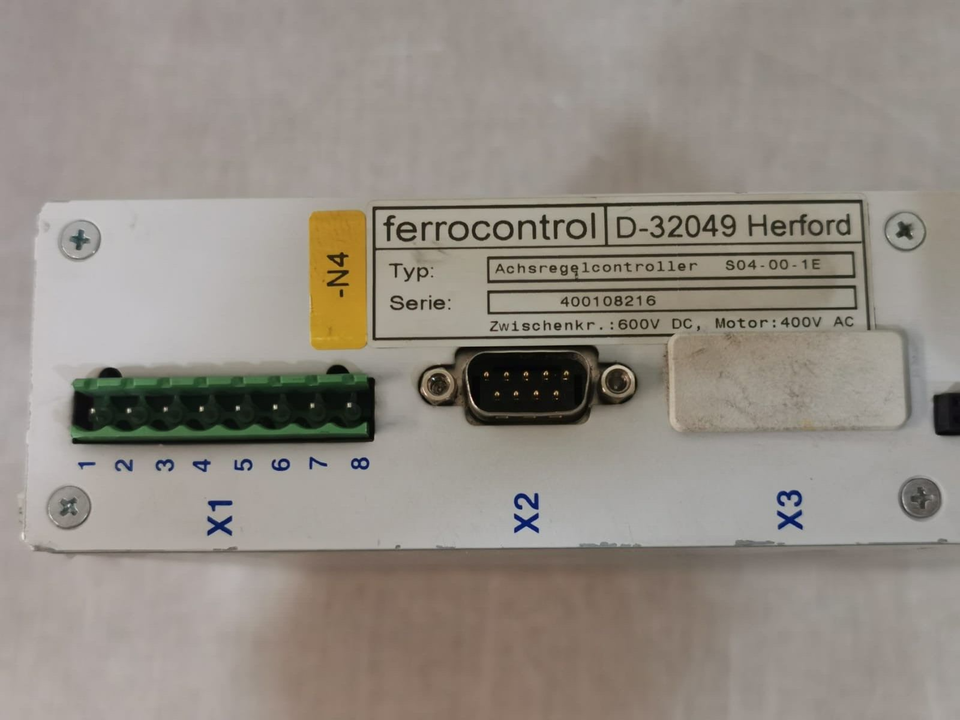 -N4
ferrocontrol D-32049 Herford
Typ: Achsregelcontroller S04-00-1E
Serie: 400108216
Zwischenkr.:600V DC, Motor:400V AC
1 2 3 4 5 6 7 8
X1 X2 X3